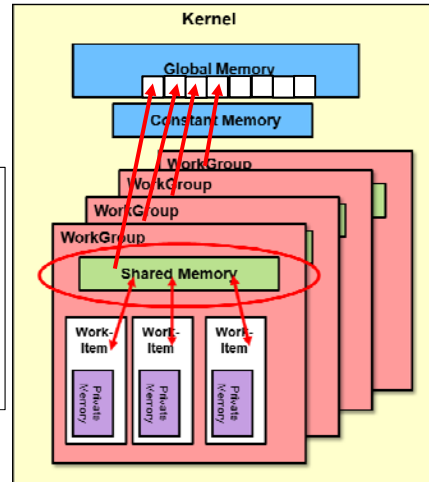 Kernel
Global Memory
Constant Memory
WorkGroup
WorkGroup
WorkGroup
WorkGroup
Shared Memory
Work-
Item
Work-
Item
Work-
Item
Private
Memory
Private
Memory
Private
Memory